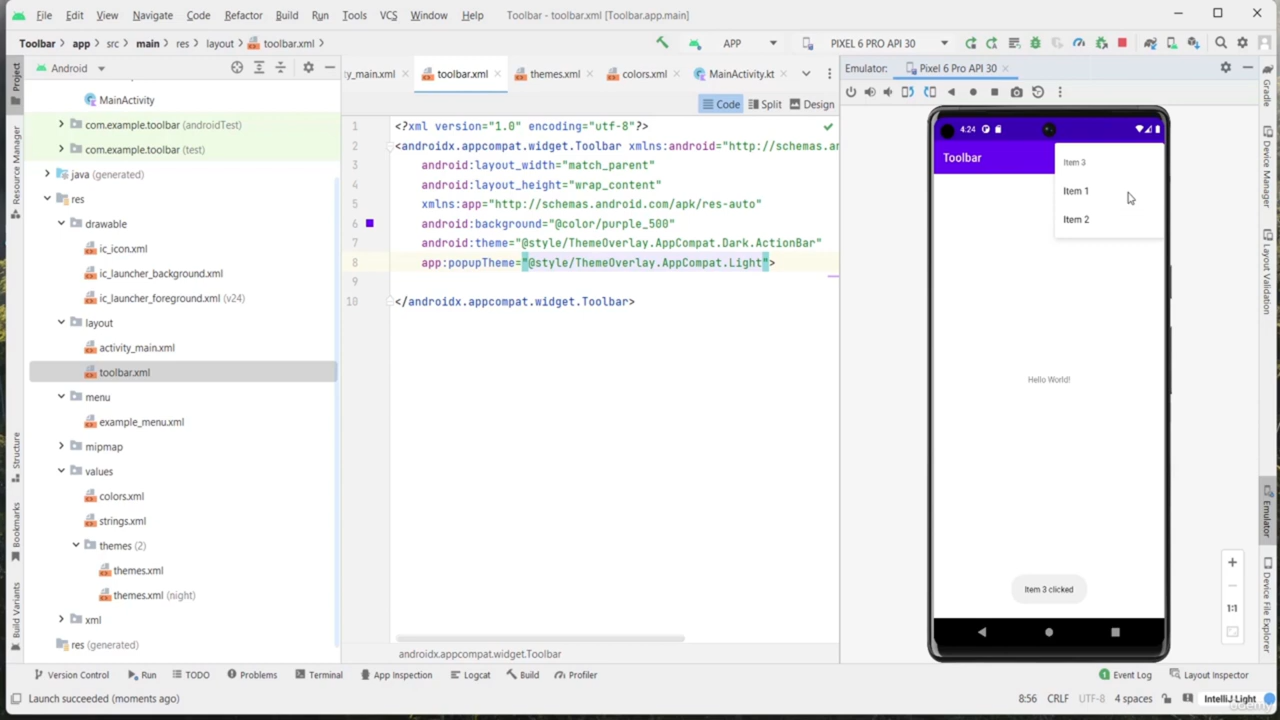 File Edit View Navigate Code Refactor Build Run Tools VCS Window Help Toolbar - toolbar.xml [Toolbar.app.main]
Toolbar app src main res layout toolbar.xml APP PIXEL 6 PRO API 30
Project
Resource Manager
Structure
Bookmarks
Build Variants
Android
MainActivity
com.example.toolbar (androidTest)
com.example.toolbar (test)
java (generated)
res
drawable
ic_icon.xml
ic_launcher_background.xml
ic_launcher_foreground.xml (v24)
layout
activity_main.xml
toolbar.xml
menu
example_menu.xml
mipmap
values
colors.xml
strings.xml
themes (2)
themes.xml
themes.xml (night)
xml
res (generated)
ty_main.xml toolbar.xml themes.xml colors.xml MainActivity.kt
Code Split Design
1 <?xml version="1.0" encoding="utf-8"?>
2 <androidx.appcompat.widget.Toolbar xmlns:android="http://schemas.an
3 android:layout_width="match_parent"
4 android:layout_height="wrap_content"
5 xmlns:app="http://schemas.android.com/apk/res-auto"
6 android:background="@color/purple_500"
7 android:theme="@style/ThemeOverlay.AppCompat.Dark.ActionBar"
8 app:popupTheme="@style/ThemeOverlay.AppCompat.Light">
9
10 </androidx.appcompat.widget.Toolbar>
androidx.appcompat.widget.Toolbar
Emulator: Pixel 6 Pro API 30
4:24
Toolbar
Item 3
Item 1
Item 2
Hello World!
Item 3 clicked
1:1
Gradle
Device Manager
Layout Validation
Emulator
Device File Explorer
Version Control Run TODO Problems Terminal App Inspection Logcat Build Profiler 1 Event Log Layout Inspector
Launch succeeded (moments ago) 8:56 CRLF UTF-8 4 spaces IntelliJ Light